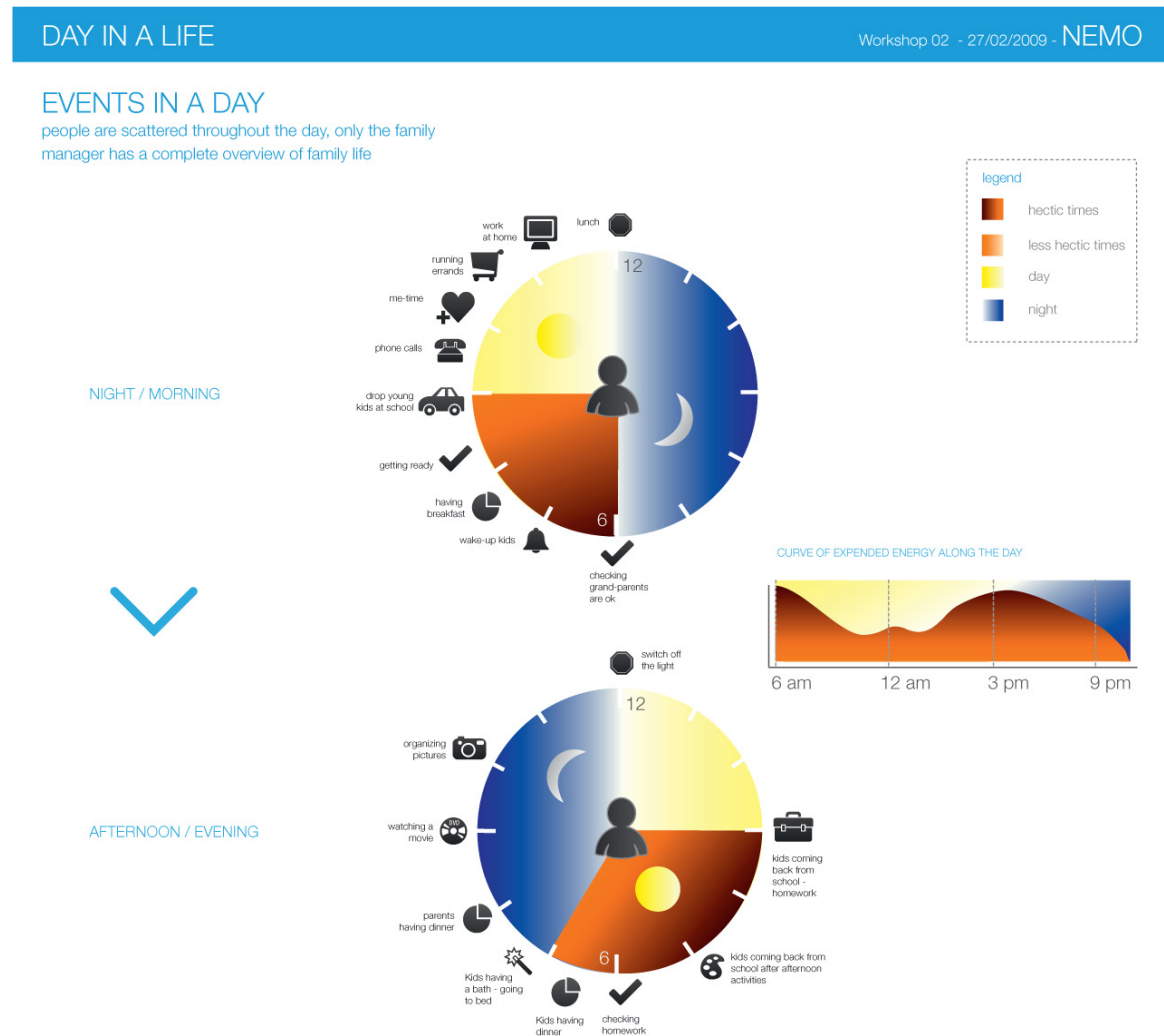 DAY IN A LIFE
Workshop 02 - 27/02/2009 - NEMO
EVENTS IN A DAY
people are scattered throughout the day, only the family
manager has a complete overview of family life
legend
hectic times
less hectic times
day
night
NIGHT / MORNING
lunch
work
at home
running
errands
me-time
phone calls
drop young
kids at school
getting ready
having
breakfast
wake-up kids
checking
grand-parents
are ok
12
6
CURVE OF EXPENDED ENERGY ALONG THE DAY
6 am
12 am
3 pm
9 pm
AFTERNOON / EVENING
switch off
the light
12
organizing
pictures
watching a
movie
DVD
kids coming
back from
school -
homework
parents
having dinner
6
kids coming back from
school after afternoon
activities
Kids having
a bath - going
to bed
Kids having
dinner
checking
homework